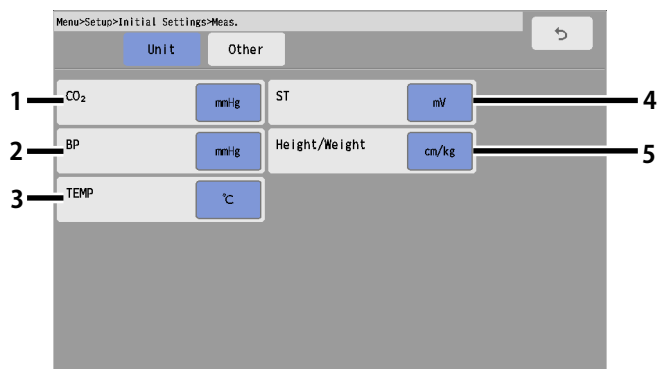 Menu>Setup>Initial Settings>Meas.
Unit Other
1 CO₂ mmHg ST mV 4
2 BP mmHg Height/Weight cm/kg 5
3 TEMP ℃